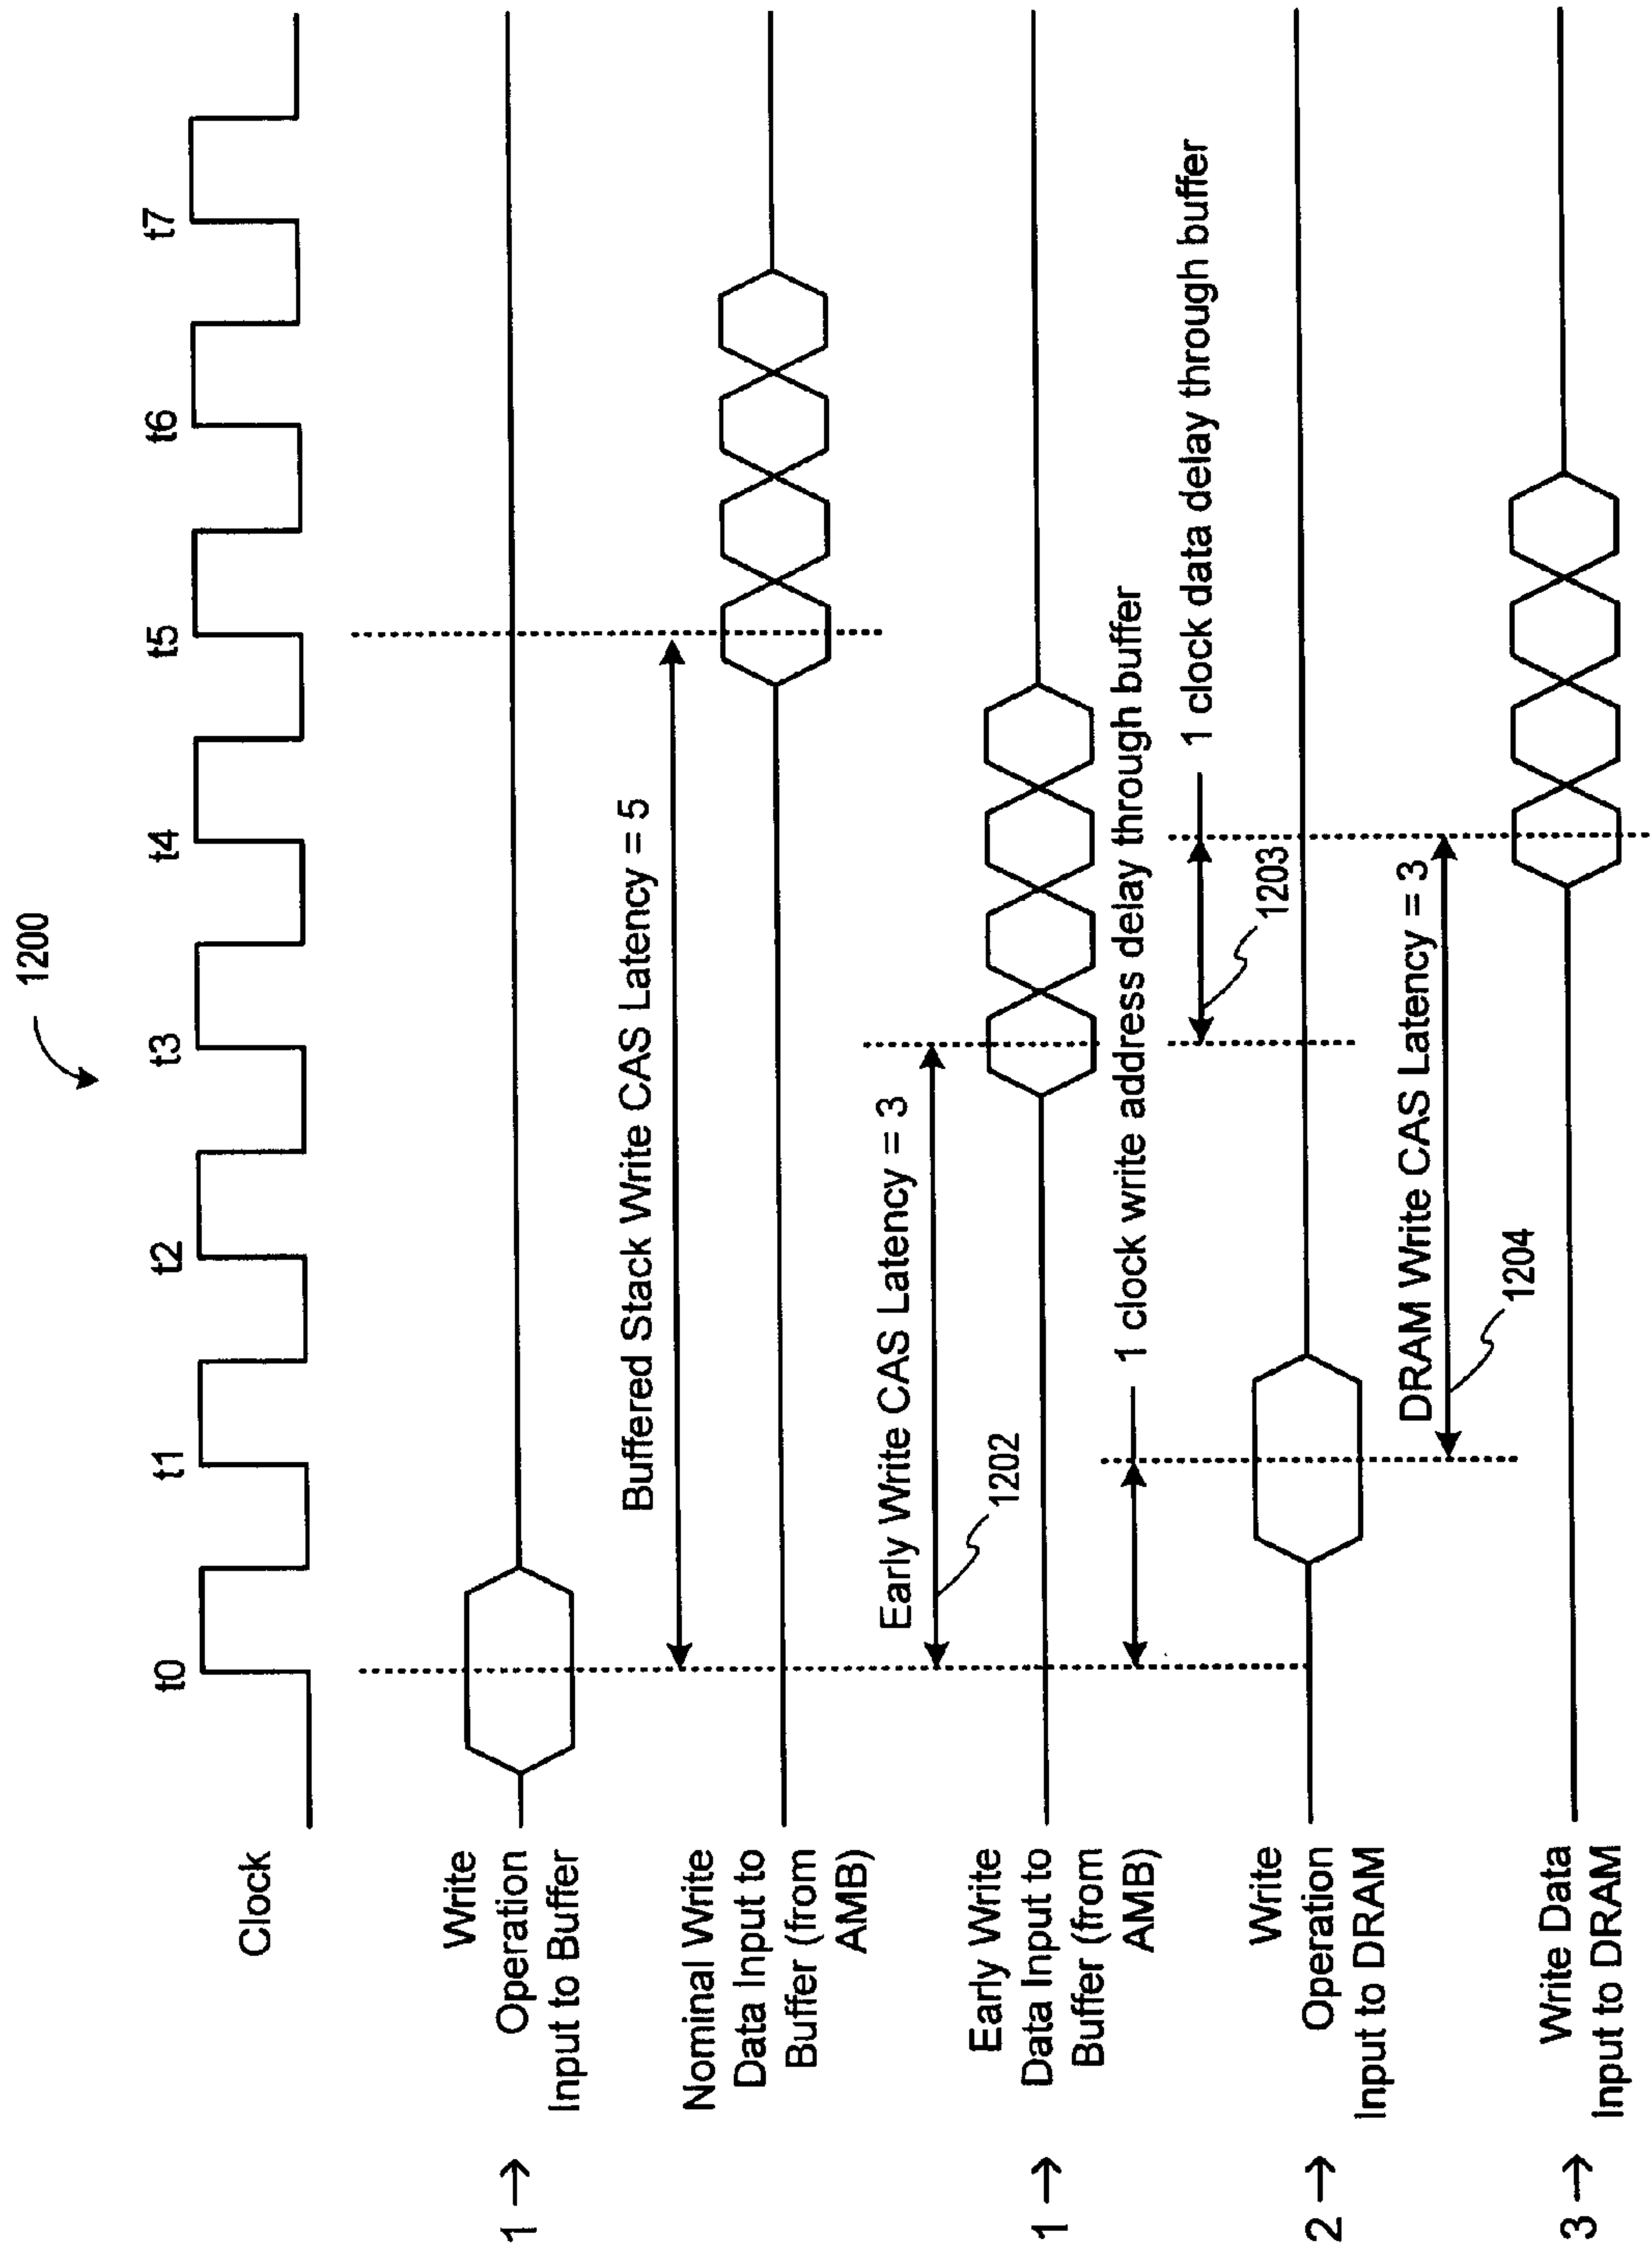 1200
t0 t1 t2 t3 t4 t5 t6 t7
Clock
1 →
Write
Operation
Input to Buffer
Buffered Stack Write CAS Latency = 5
Nominal Write
Data Input to
Buffer (from
AMB)
Early Write CAS Latency = 3
1202
1 →
Early Write
Data Input to
Buffer (from
AMB)
1 clock write address delay through buffer
1 clock data delay through buffer
1203
2 →
Write
Operation
Input to DRAM
DRAM Write CAS Latency = 3
1204
3 →
Write Data
Input to DRAM